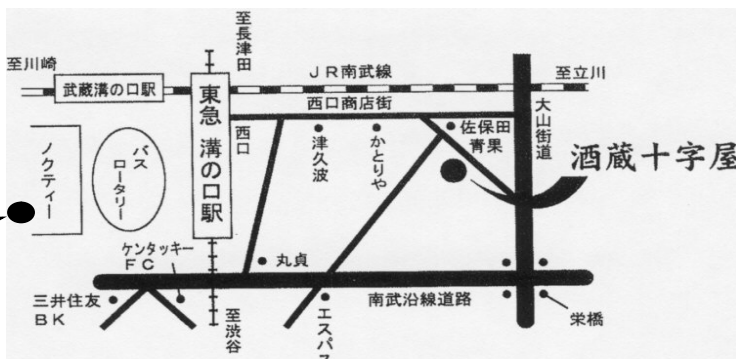 至川崎
武蔵溝の口駅
至長津田
JR南武線
至立川
西口商店街
東急 溝の口駅
西口
津久波
かとりや
佐保田
青果
大山街道
酒蔵十字屋
ノクティー
バス
ロータリー
ケンタッキー
FC
丸貞
三井住友
BK
至渋谷
エスパス
南武沿線道路
栄橋